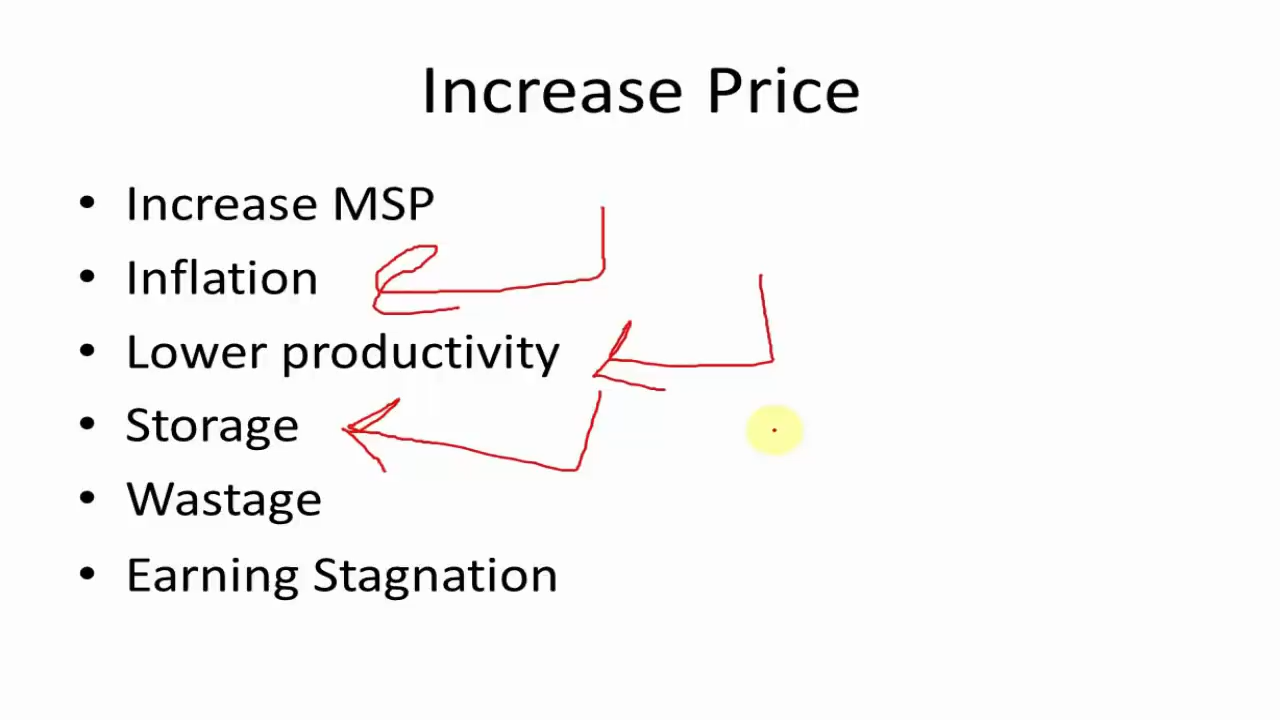 Increase Price
• Increase MSP
• Inflation
• Lower productivity
• Storage
• Wastage
• Earning Stagnation